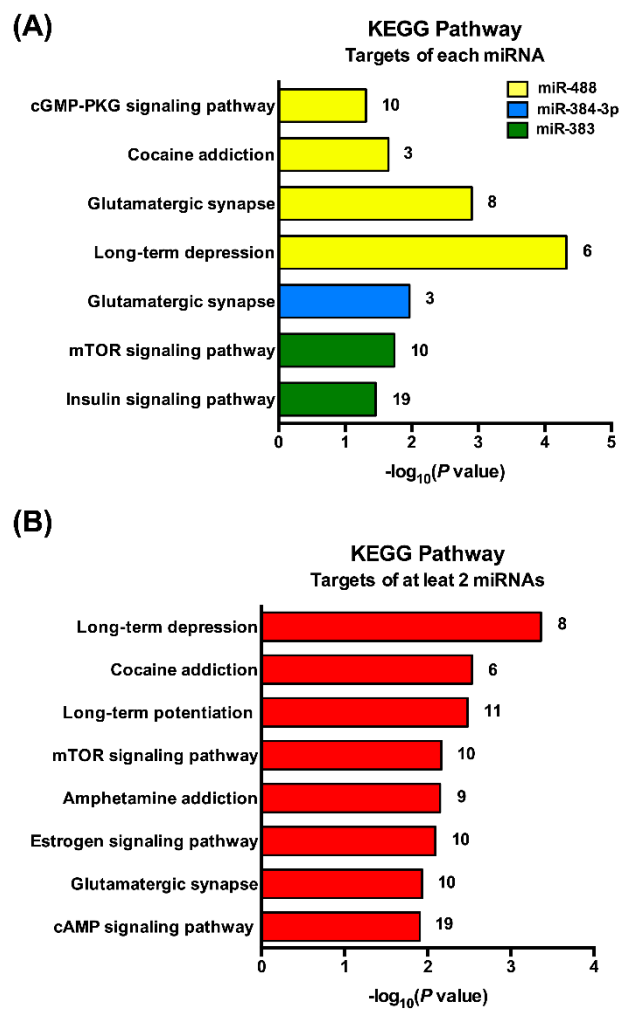 (A)
KEGG Pathway
Targets of each miRNA
miR-488
miR-384-3p
miR-383
cGMP-PKG signaling pathway 10
Cocaine addiction 3
Glutamatergic synapse 8
Long-term depression 6
Glutamatergic synapse 3
mTOR signaling pathway 10
Insulin signaling pathway 19
0 1 2 3 4 5
-log10(P value)
(B)
KEGG Pathway
Targets of at leat 2 miRNAs
Long-term depression 8
Cocaine addiction 6
Long-term potentiation 11
mTOR signaling pathway 10
Amphetamine addiction 9
Estrogen signaling pathway 10
Glutamatergic synapse 10
cAMP signaling pathway 19
0 1 2 3 4
-log10(P value)